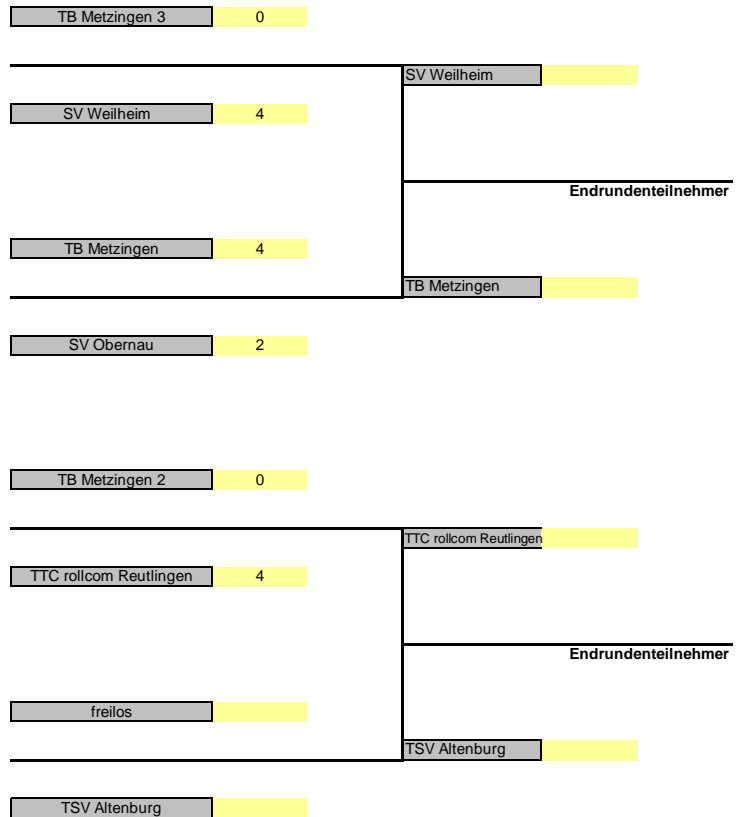 TB Metzingen 3 0
SV Weilheim
SV Weilheim 4
Endrundenteilnehmer
TB Metzingen 4
TB Metzingen
SV Obernau 2
TB Metzingen 2 0
TTC rollcom Reutlingen
TTC rollcom Reutlingen 4
Endrundenteilnehmer
freilos
TSV Altenburg
TSV Altenburg